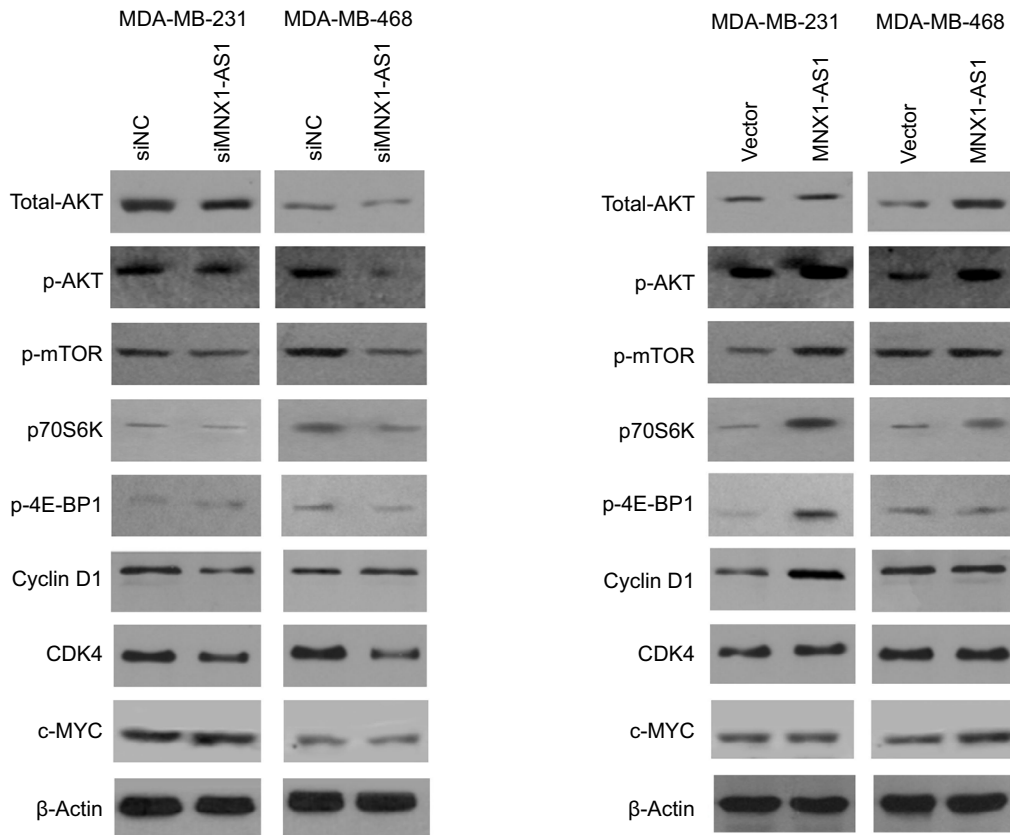 MDA-MB-231 MDA-MB-468
siNC siMNX1-AS1 siNC siMNX1-AS1
Total-AKT
p-AKT
p-mTOR
p70S6K
p-4E-BP1
Cyclin D1
CDK4
c-MYC
β-Actin
MDA-MB-231 MDA-MB-468
Vector MNX1-AS1 Vector MNX1-AS1
Total-AKT
p-AKT
p-mTOR
p70S6K
p-4E-BP1
Cyclin D1
CDK4
c-MYC
β-Actin